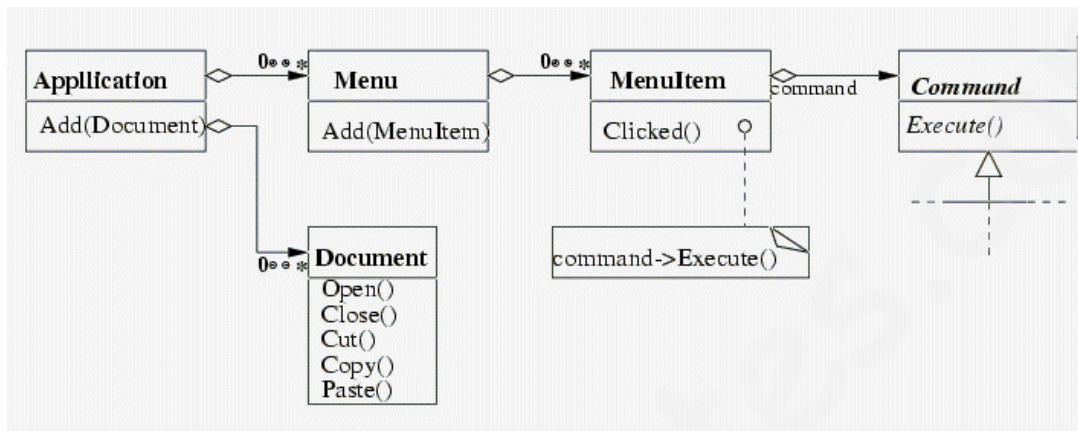 Appllication
Add(Document)
0..*
Menu
Add(MenuItem)
0..*
MenuItem
Clicked()
command
Command
Execute()
command->Execute()
0..*
Document
Open()
Close()
Cut()
Copy()
Paste()